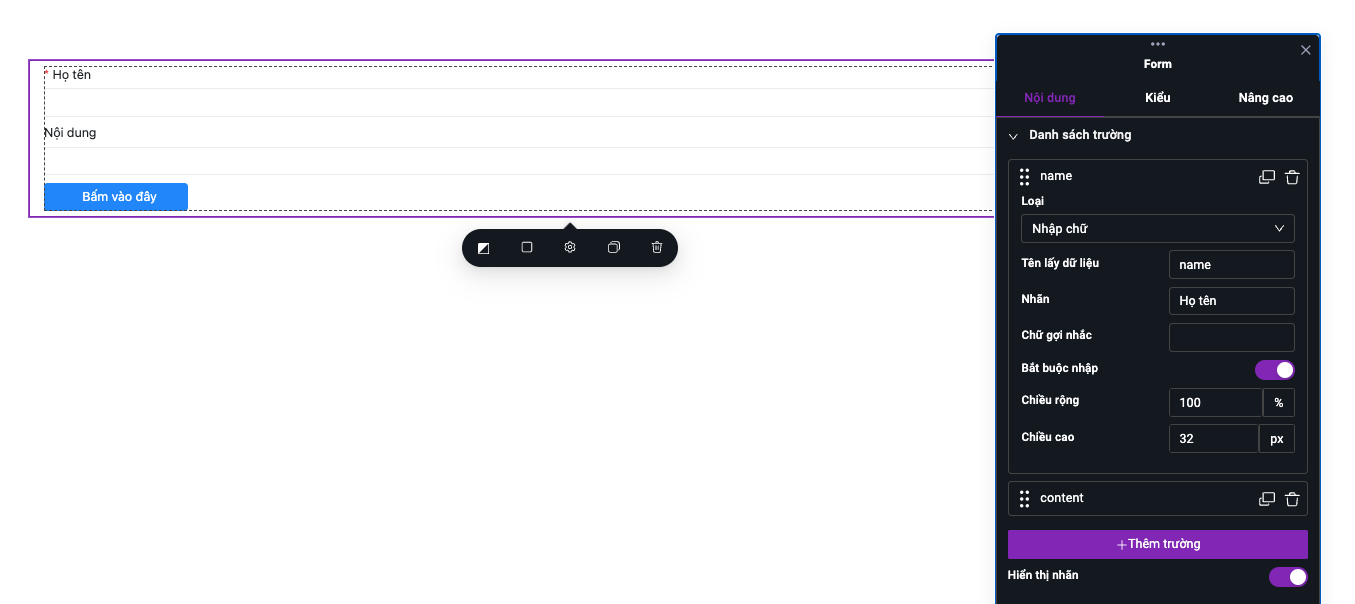 * Họ tên
Nội dung
Bấm vào đây
Form
Nội dung
Kiểu
Nâng cao
Danh sách trường
name
Loại
Nhập chữ
Tên lấy dữ liệu
name
Nhãn
Họ tên
Chữ gợi nhắc
Bắt buộc nhập
Chiều rộng
100
%
Chiều cao
32
px
content
+Thêm trường
Hiển thị nhãn